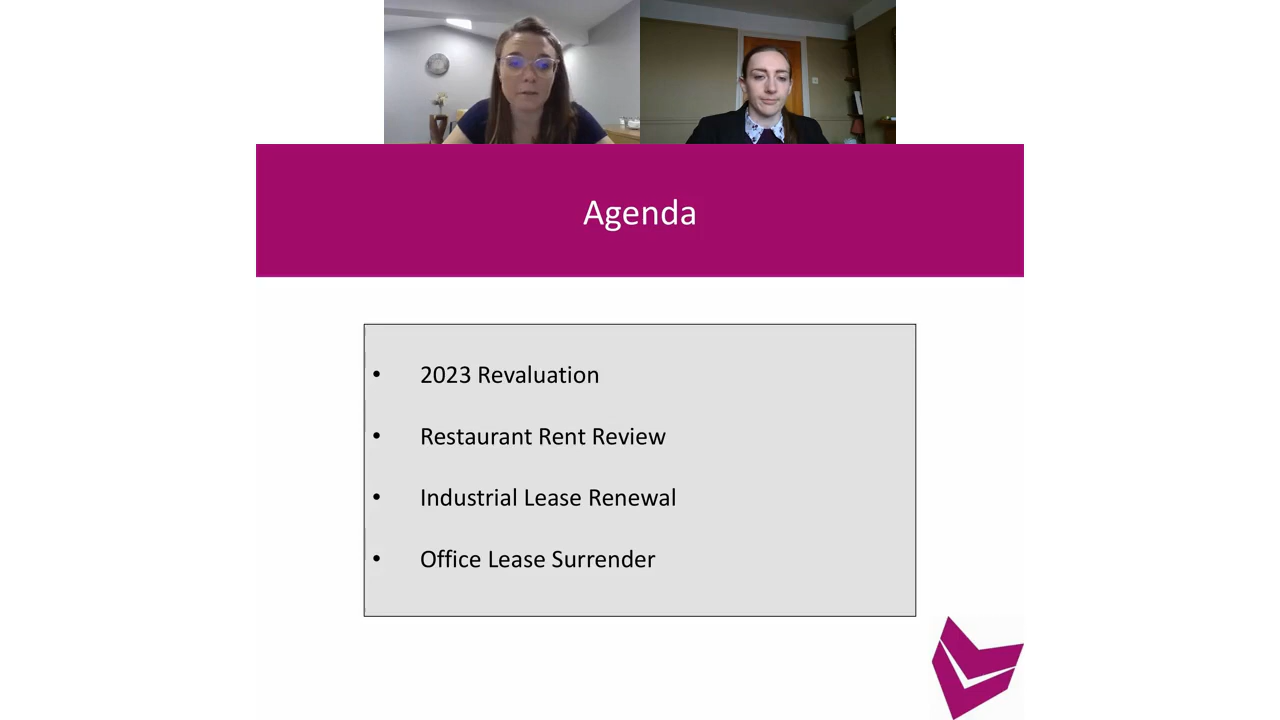 Agenda
• 2023 Revaluation
• Restaurant Rent Review
• Industrial Lease Renewal
• Office Lease Surrender